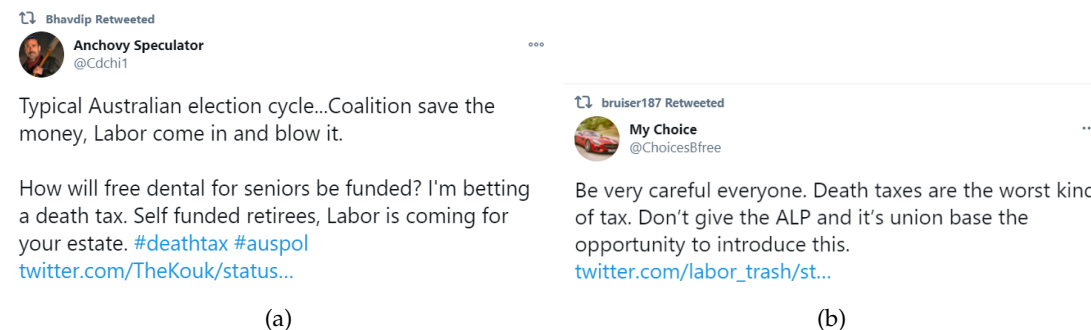 Bhavdip Retweeted
Anchovy Speculator
@Cdchi1
Typical Australian election cycle...Coalition save the
money, Labor come in and blow it.
How will free dental for seniors be funded? I'm betting
a death tax. Self funded retirees, Labor is coming for
your estate. #deathtax #auspol
twitter.com/TheKouk/status...
(a)
bruiser187 Retweeted
My Choice
@ChoicesBfree
Be very careful everyone. Death taxes are the worst kind
of tax. Don’t give the ALP and it’s union base the
opportunity to introduce this.
twitter.com/labor_trash/st...
(b)